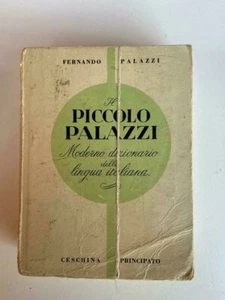 FERNANDO PALAZZI
Il
PICCOLO
PALAZZI
Moderno dizionario
della
lingua italiana
CESCHINA PRINCIPATO